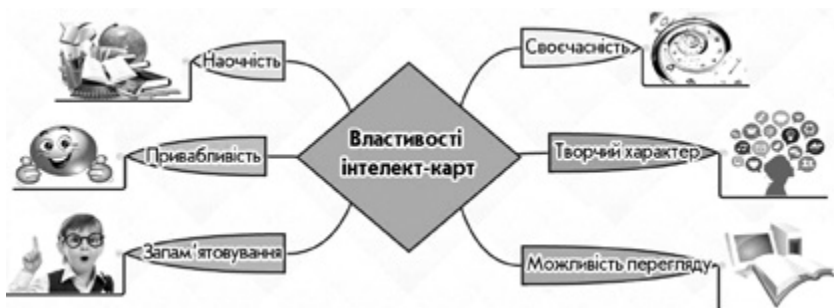 Наочність
Привабливість
Запам'ятовування
Властивості
інтелект-карт
Своєчасність
Творчий характер
Можливість перегляду